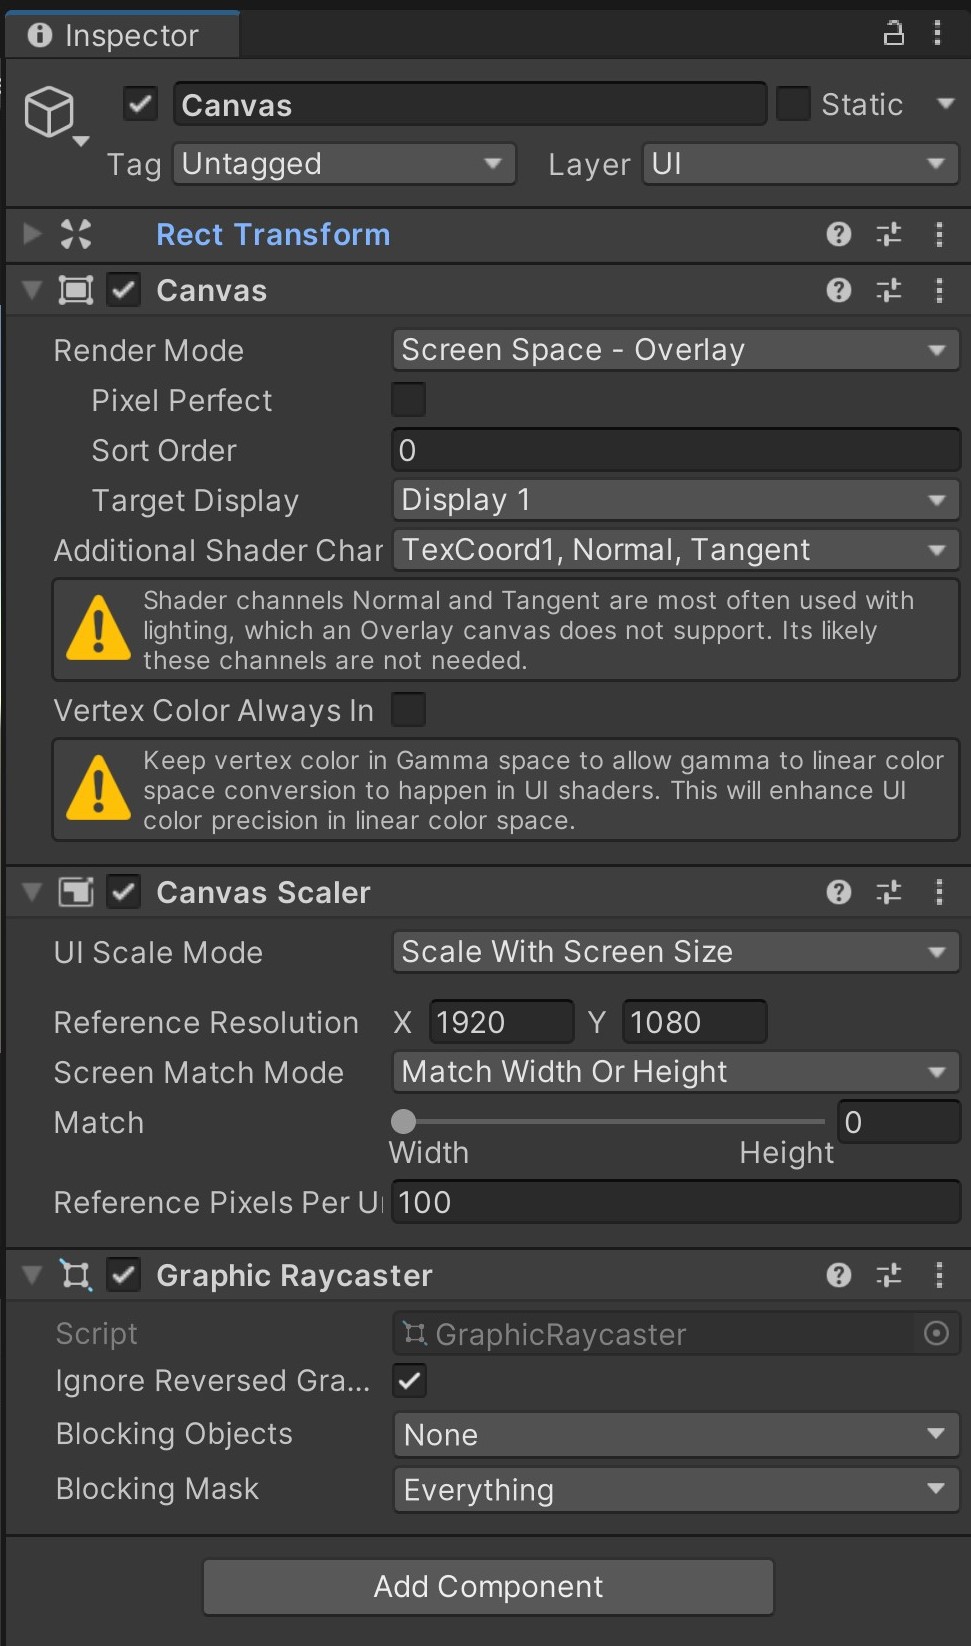 Inspector
Canvas
Static
Tag Untagged Layer UI
Rect Transform
Canvas
Render Mode Screen Space - Overlay
Pixel Perfect
Sort Order 0
Target Display Display 1
Additional Shader Char TexCoord1, Normal, Tangent
Shader channels Normal and Tangent are most often used with
lighting, which an Overlay canvas does not support. Its likely
these channels are not needed.
Vertex Color Always In
Keep vertex color in Gamma space to allow gamma to linear color
space conversion to happen in UI shaders. This will enhance UI
color precision in linear color space.
Canvas Scaler
UI Scale Mode Scale With Screen Size
Reference Resolution X 1920 Y 1080
Screen Match Mode Match Width Or Height
Match 0
Width Height
Reference Pixels Per U 100
Graphic Raycaster
Script GraphicRaycaster
Ignore Reversed Gra...
Blocking Objects None
Blocking Mask Everything
Add Component